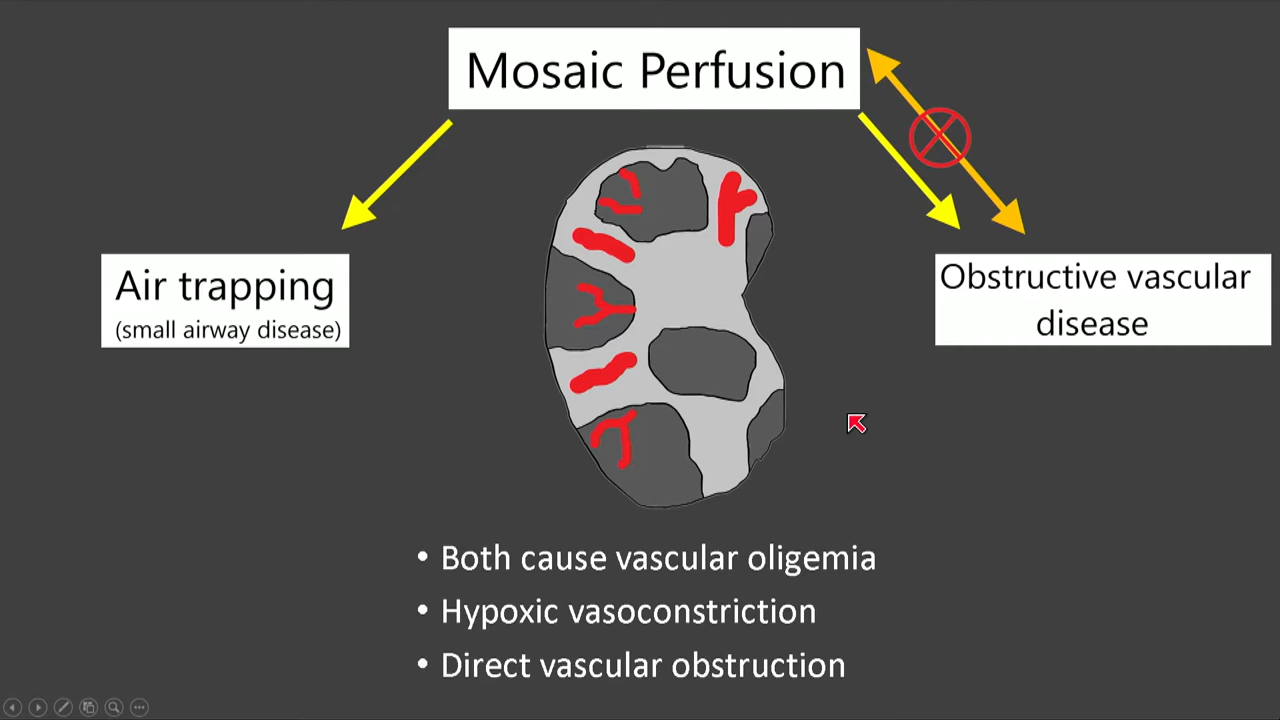 Mosaic Perfusion
Air trapping
(small airway disease)
Obstructive vascular
disease
• Both cause vascular oligemia
• Hypoxic vasoconstriction
• Direct vascular obstruction